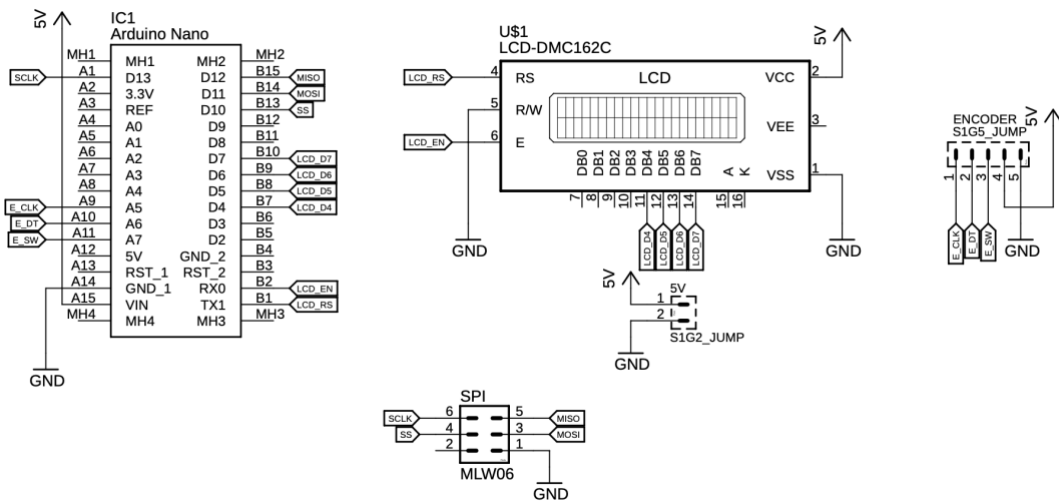 5V
IC1
Arduino Nano
MH1 MH1 MH2 MH2
SCLK A1 D13 D12 B15 MISO
A2 3.3V D11 B14 MOSI
A3 REF D10 B13 SS
A4 A0 D9 B12
A5 A1 D8 B11
A6 A2 D7 B10 LCD_D7
A7 A3 D6 B9 LCD_D6
A8 A4 D5 B8 LCD_D5
E_CLK A9 A5 D4 B7 LCD_D4
E_DT A10 A6 D3 B6
E_SW A11 A7 D2 B5
A12 5V GND_2 B4
A13 RST_1 RST_2 B3
A14 GND_1 RX0 B2 LCD_EN
A15 VIN TX1 B1 LCD_RS
MH4 MH4 MH3 MH3
GND
U$1
LCD-DMC162C
5V
LCD_RS 4 RS LCD VCC 2
5 R/W
VEE 3
LCD_EN 6 E
DB0 DB1 DB2 DB3 DB4 DB5 DB6 DB7 A K
VSS 1
7 8 9 10 11 12 13 14 15 16
LCD_D4 LCD_D5 LCD_D6 LCD_D7
GND
GND
5V
5V
1
2
S1G2_JUMP
GND
ENCODER
S1G5_JUMP
5V
1 2 3 4 5
E_CLK E_DT E_SW
GND
SPI
SCLK 6 5 MISO
SS 4 3 MOSI
2 1
MLW06
GND